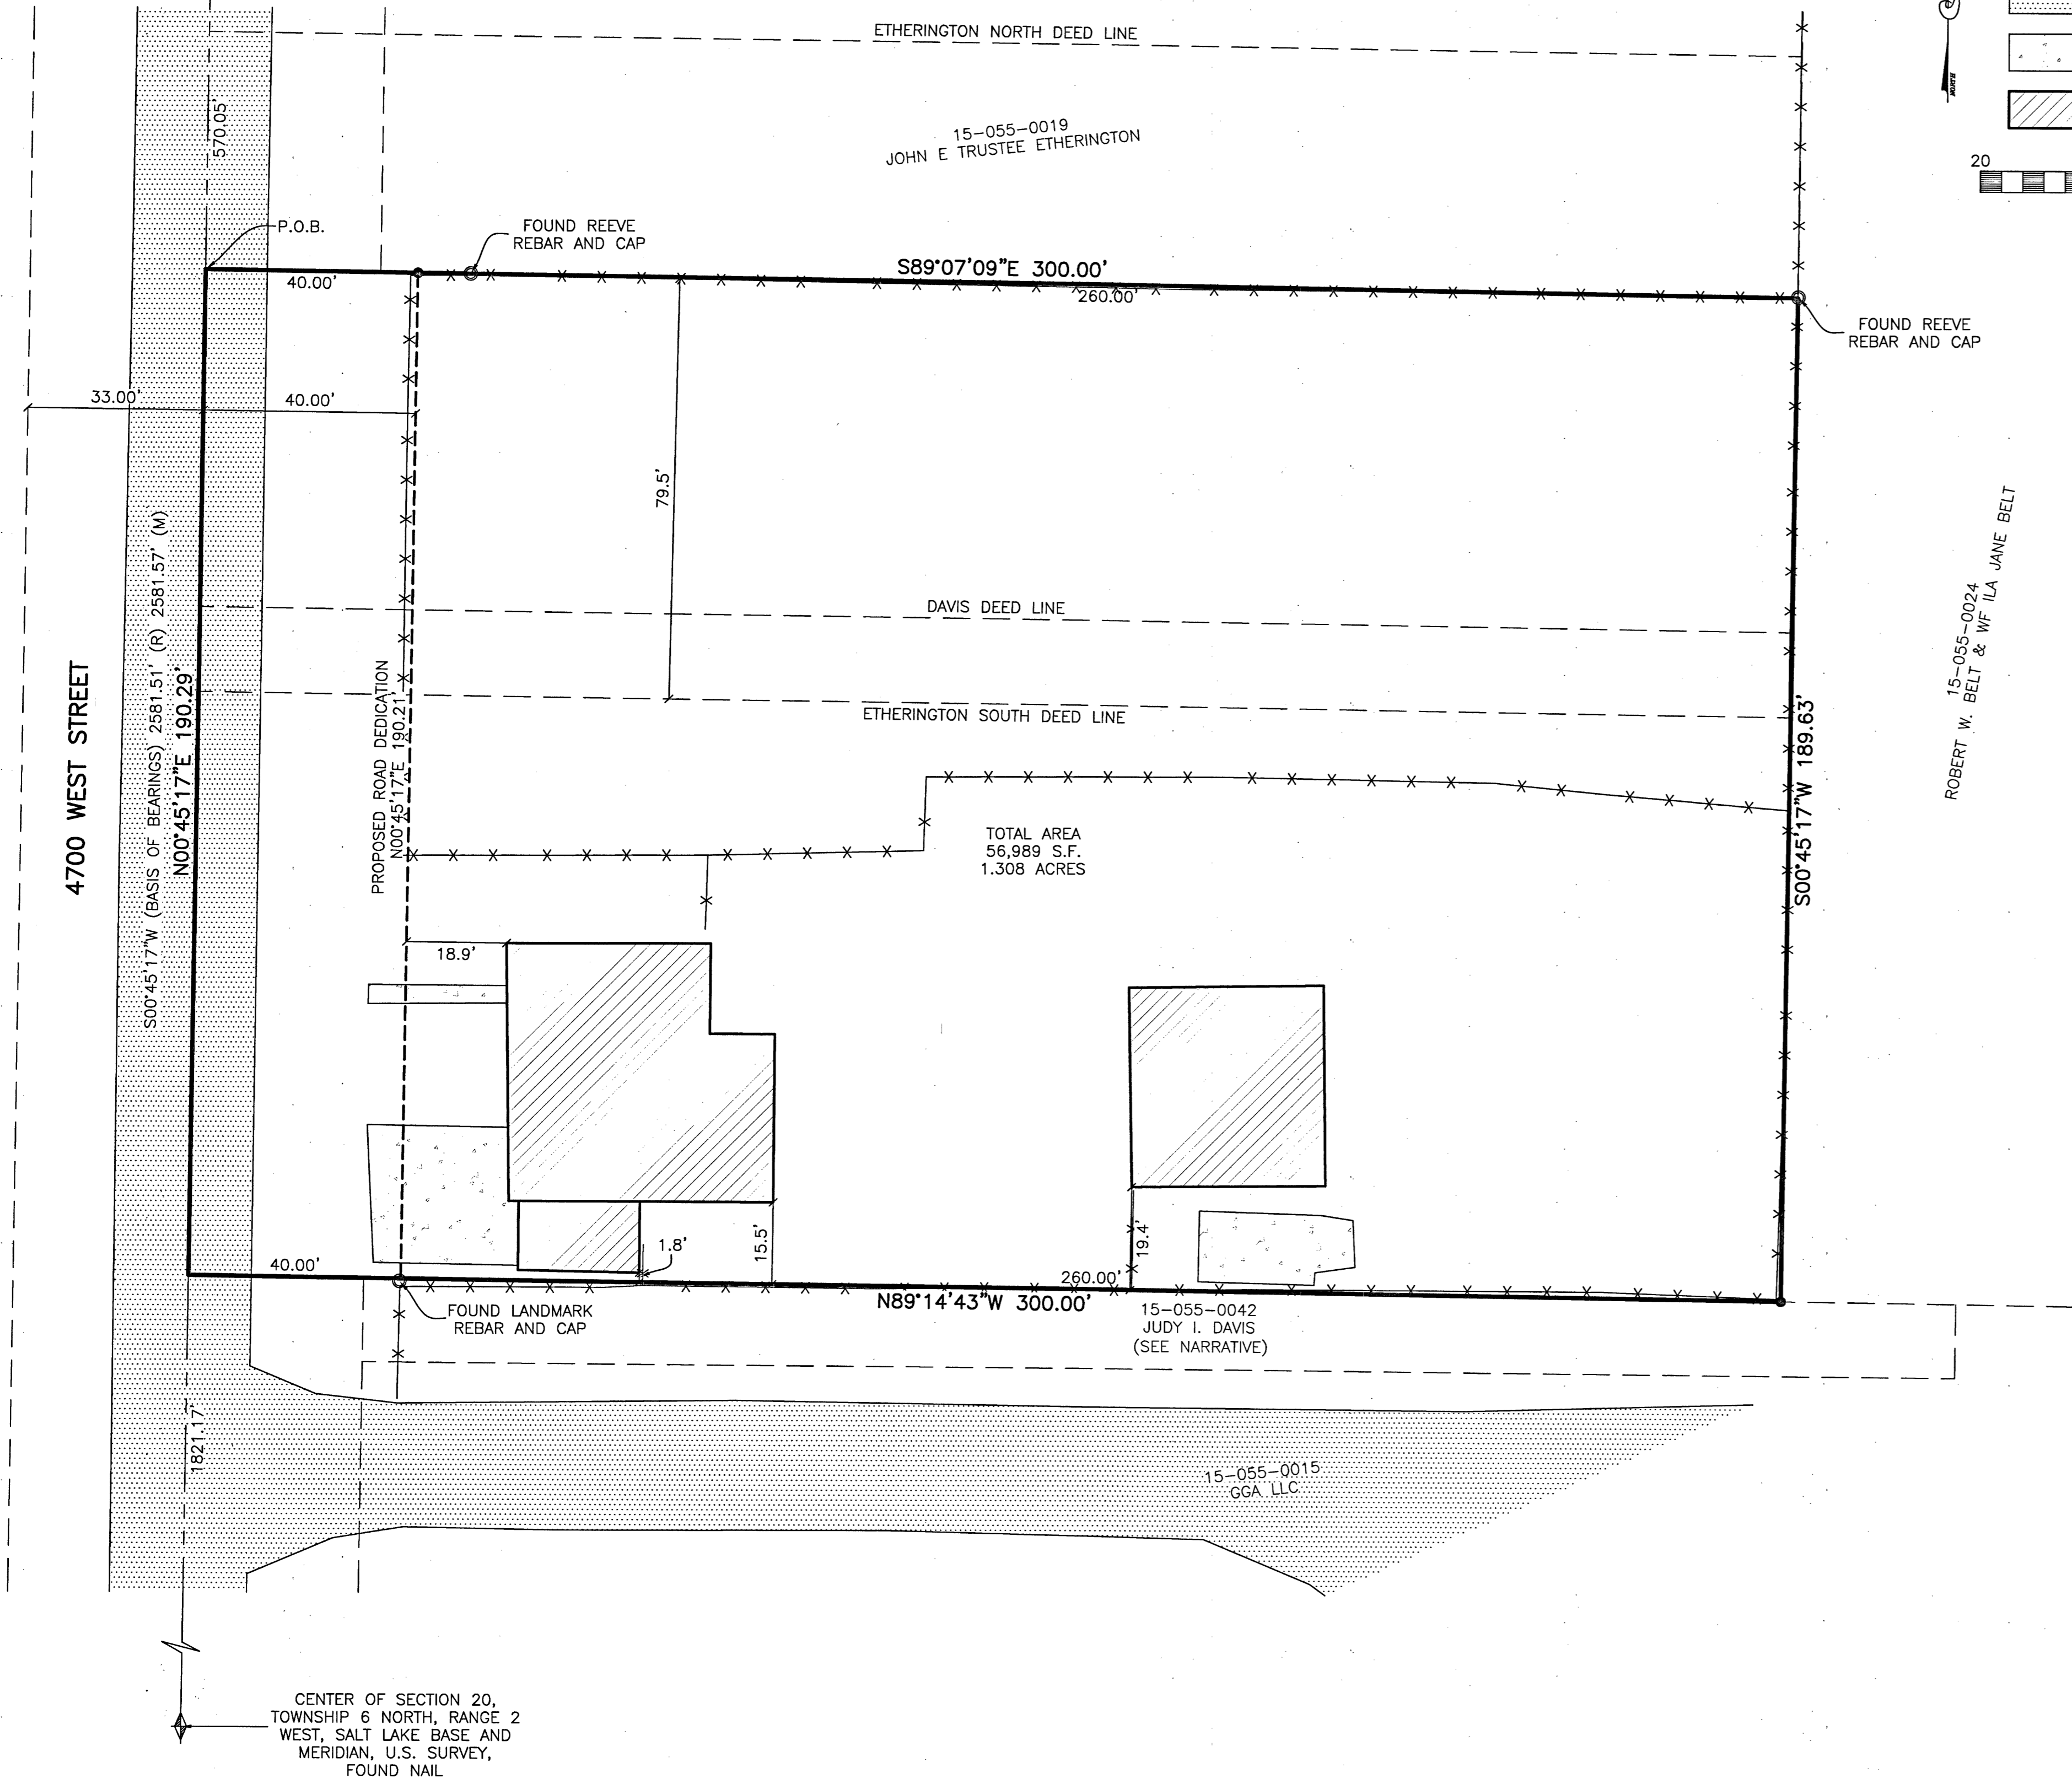 ETHERINGTON NORTH DEED LINE
570.05'
15-055-0019
JOHN E TRUSTEE ETHERINGTON
20
P.O.B.
FOUND REEVE
REBAR AND CAP
40.00'
S89°07'09"E 300.00'
260.00'
FOUND REEVE
REBAR AND CAP
33.00'
40.00'
79.5'
DAVIS DEED LINE
ETHERINGTON SOUTH DEED LINE
4700 WEST STREET
S00°45'17"W (BASIS OF BEARINGS) 2581.51' (R) 2581.57' (M)
N00°45'17"E 190.29'
PROPOSED ROAD DEDICATION
N00°45'17"E 190.21'
S00°45'17"W 189.63'
15-055-0024
ROBERT W. BELT & WF ILA JANE BELT
TOTAL AREA
56,989 S.F.
1.308 ACRES
18.9'
1.8'
15.5'
19.4'
40.00'
260.00'
N89°14'43"W 300.00'
FOUND LANDMARK
REBAR AND CAP
15-055-0042
JUDY I. DAVIS
(SEE NARRATIVE)
1821.17'
15-055-0015
GGA LLC
CENTER OF SECTION 20,
TOWNSHIP 6 NORTH, RANGE 2
WEST, SALT LAKE BASE AND
MERIDIAN, U.S. SURVEY,
FOUND NAIL